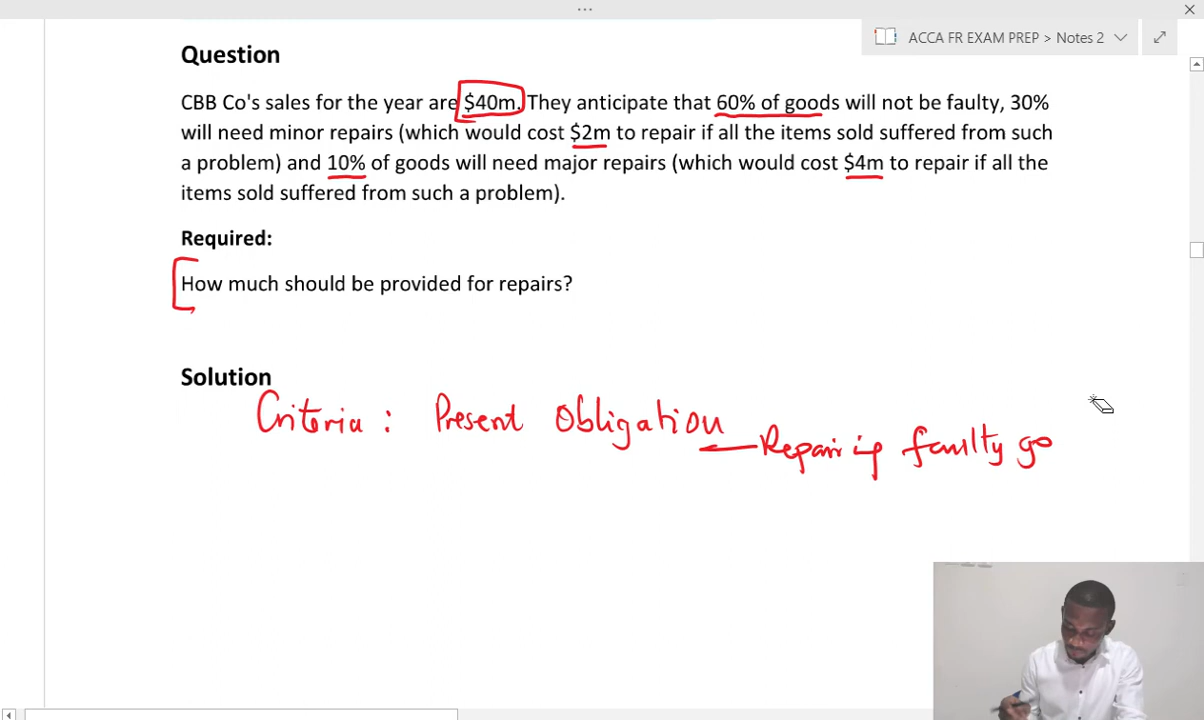 ACCA FR EXAM PREP > Notes 2
Question
CBB Co's sales for the year are $40m. They anticipate that 60% of goods will not be faulty, 30%
will need minor repairs (which would cost $2m to repair if all the items sold suffered from such
a problem) and 10% of goods will need major repairs (which would cost $4m to repair if all the
items sold suffered from such a problem).
Required:
How much should be provided for repairs?
Solution
Criteria : Present Obligation
Repairing faulty go